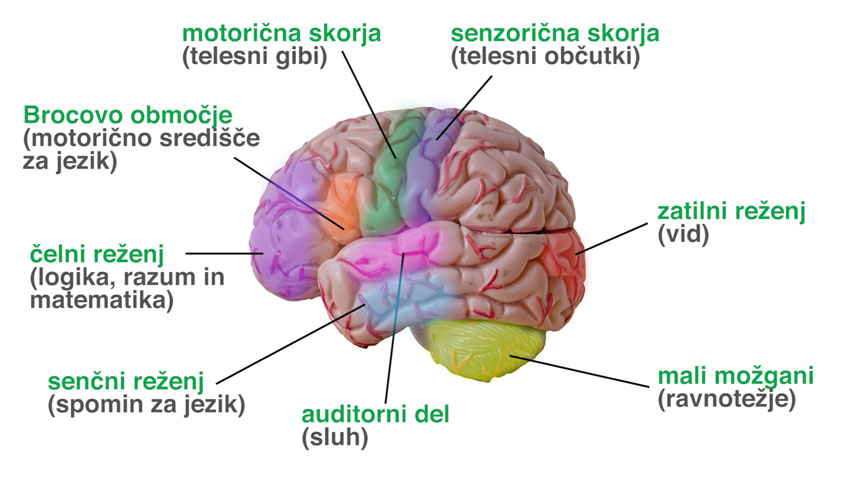 motorična skorja
(telesni gibi)
senzorična skorja
(telesni občutki)
Brocovo območje
(motorično središče
za jezik)
zatilni reženj
(vid)
čelni reženj
(logika, razum in
matematika)
senčni reženj
(spomin za jezik)
auditorni del
(sluh)
mali možgani
(ravnotežje)